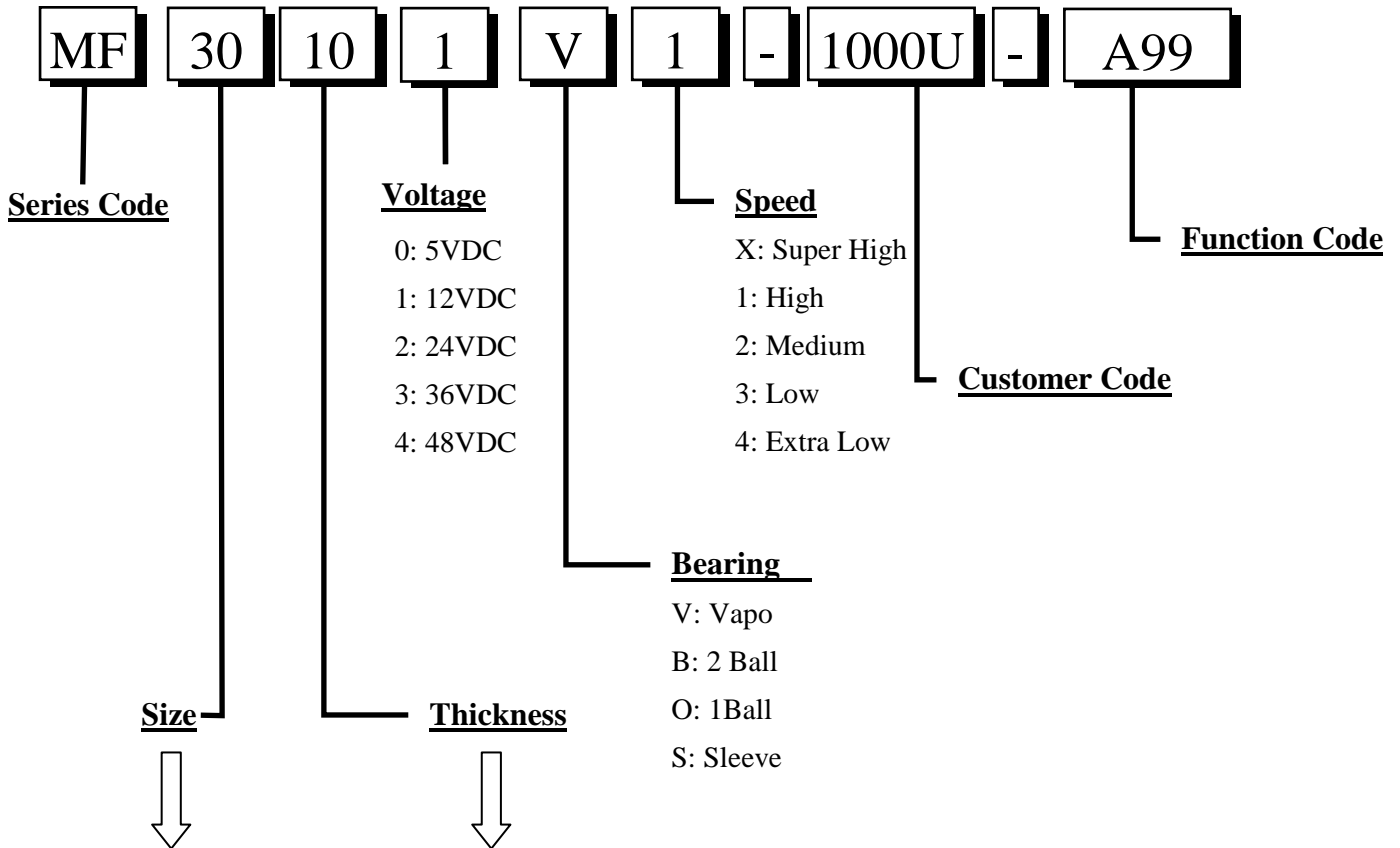 MF 30 10 1 V 1 - 1000U - A99
Series Code
Voltage
0: 5VDC
1: 12VDC
2: 24VDC
3: 36VDC
4: 48VDC
Speed
X: Super High
1: High
2: Medium
3: Low
4: Extra Low
Function Code
Customer Code
Bearing
V: Vapo
B: 2 Ball
O: 1Ball
S: Sleeve
Size
Thickness